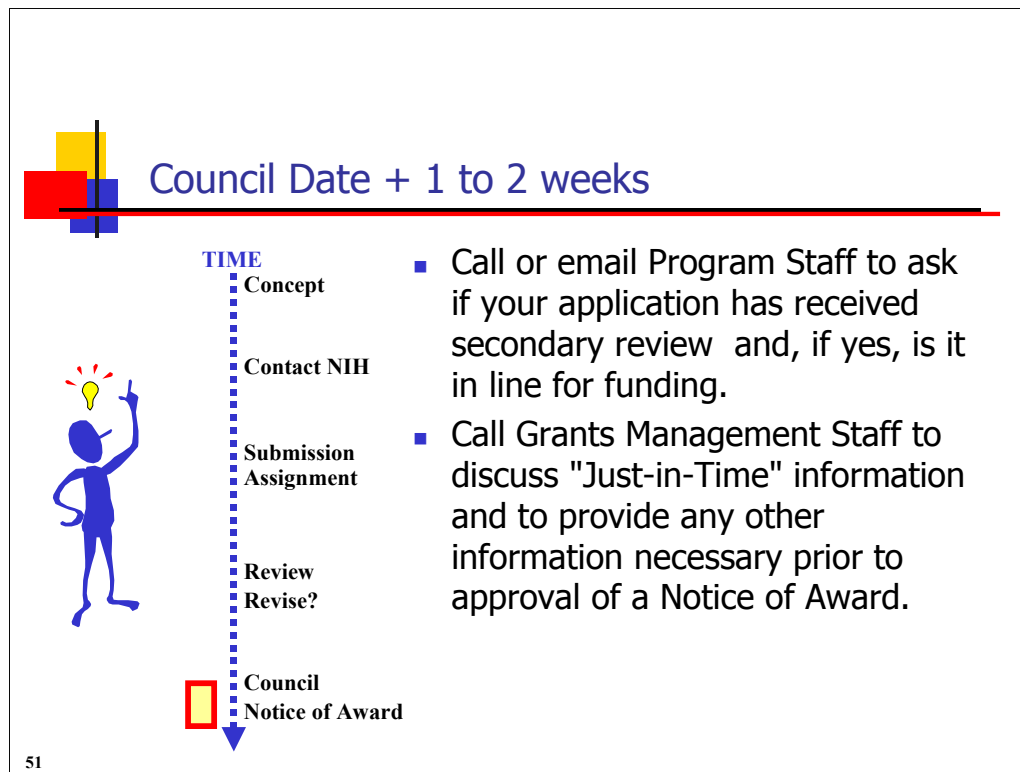 Council Date + 1 to 2 weeks
TIME
Concept
Contact NIH
Submission
Assignment
Review
Revise?
Council
Notice of Award
Call or email Program Staff to ask
if your application has received
secondary review and, if yes, is it
in line for funding.
Call Grants Management Staff to
discuss "Just-in-Time" information
and to provide any other
information necessary prior to
approval of a Notice of Award.
51